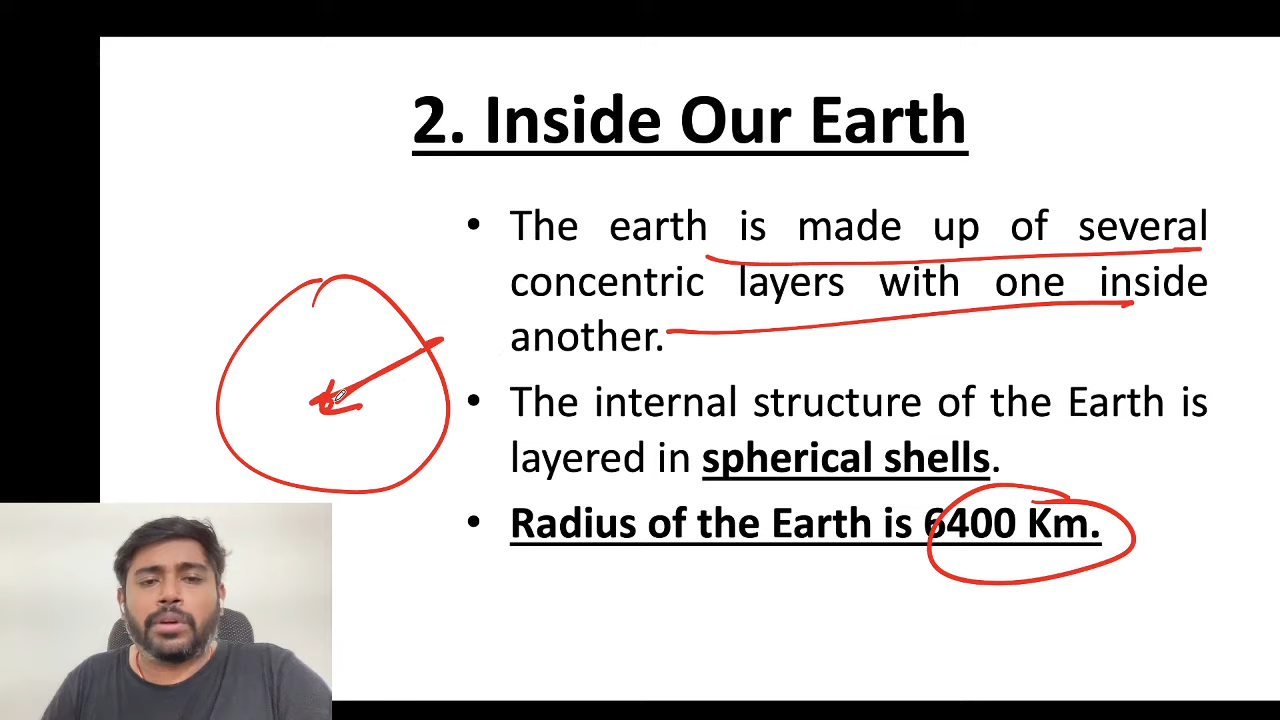 2. Inside Our Earth
• The earth is made up of several
concentric layers with one inside
another.
• The internal structure of the Earth is
layered in spherical shells.
• Radius of the Earth is 6400 Km.